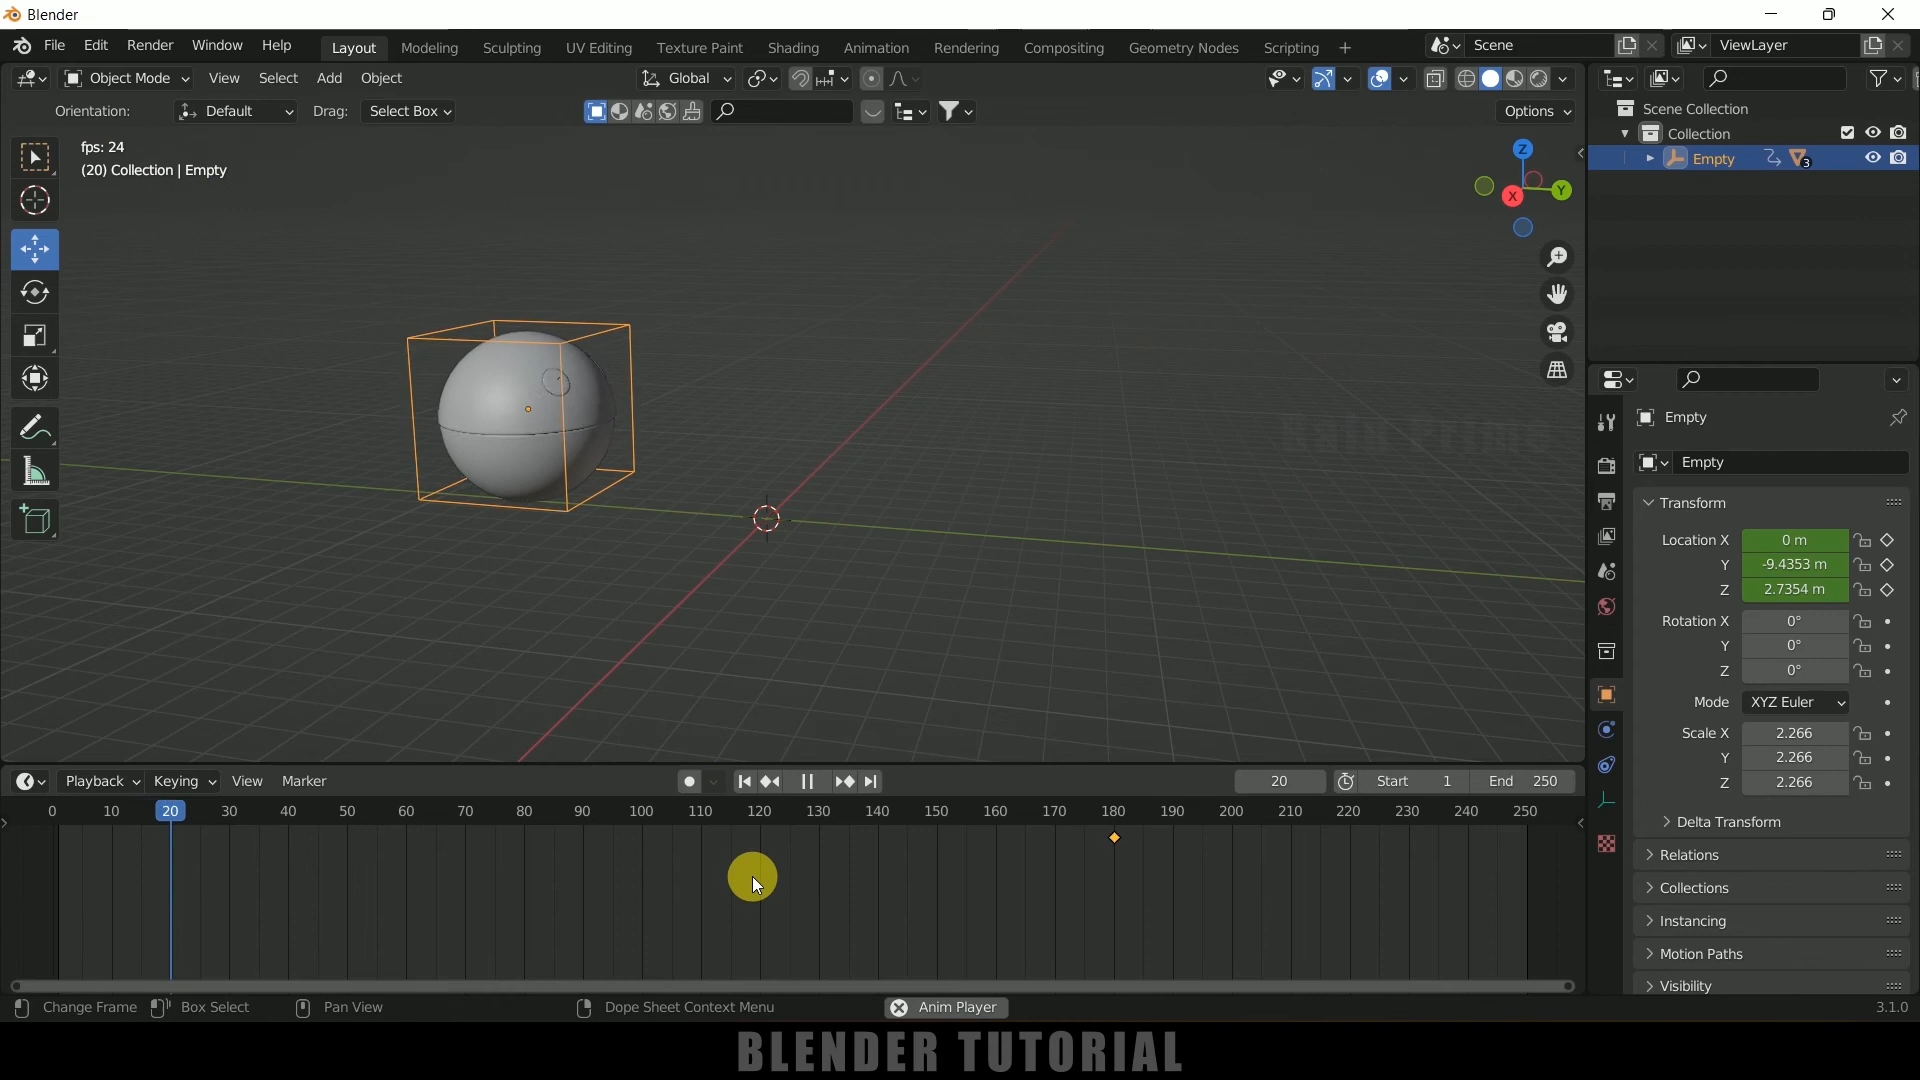 Blender
File Edit Render Window Help Layout Modeling Sculpting UV Editing Texture Paint Shading Animation Rendering Compositing Geometry Nodes Scripting + Scene ViewLayer
Object Mode View Select Add Object Global
Orientation: Default Drag: Select Box Options
Scene Collection
Collection
Empty 3
fps: 24
(20) Collection | Empty
Z
Y
X
Empty
Empty
Transform
Location X 0 m
Y -9.4353 m
Z 2.7354 m
Rotation X 0°
Y 0°
Z 0°
Mode XYZ Euler
Scale X 2.266
Y 2.266
Z 2.266
Delta Transform
Relations
Collections
Instancing
Motion Paths
Visibility
Playback Keying View Marker 20 Start 1 End 250
0 10 20 30 40 50 60 70 80 90 100 110 120 130 140 150 160 170 180 190 200 210 220 230 240 250
Change Frame Box Select Pan View Dope Sheet Context Menu Anim Player 3.1.0
BLENDER TUTORIAL